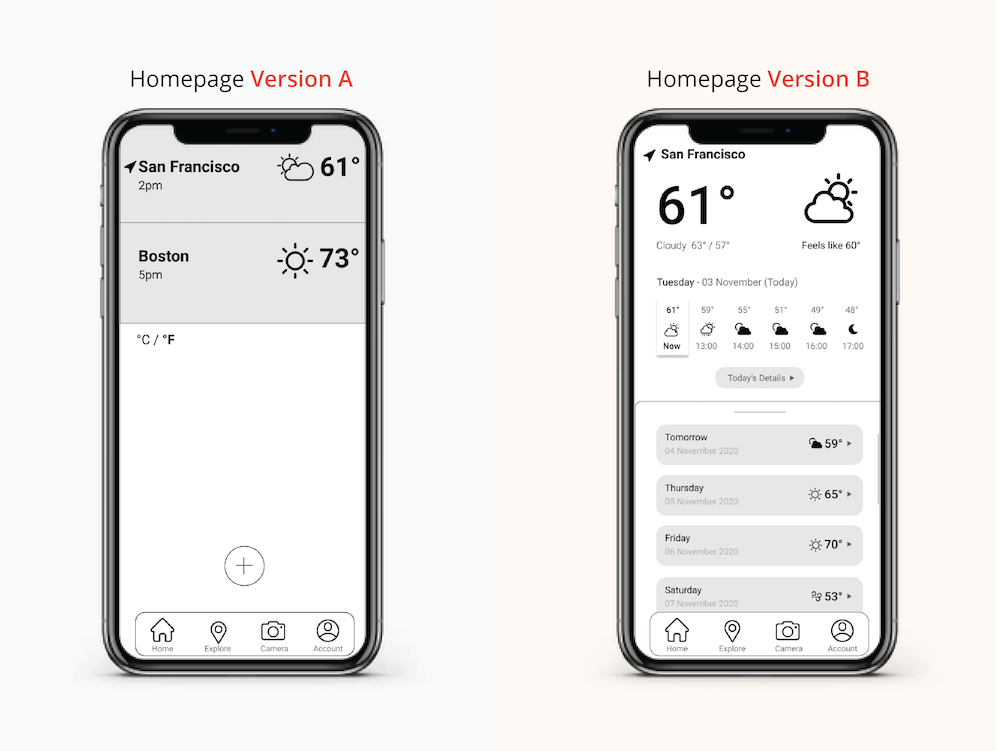 Homepage Version A
San Francisco
2pm
61°
Boston
5pm
73°
°C / °F
Home
Explore
Camera
Account
Homepage Version B
San Francisco
61°
Cloudy 63° / 57°
Feels like 60°
Tuesday - 03 November (Today)
61° 59° 55° 51° 49° 48°
Now 13:00 14:00 15:00 16:00 17:00
Today's Details
Tomorrow
04 November 2020
59°
Thursday
05 November 2020
65°
Friday
06 November 2020
70°
Saturday
07 November 2020
53°
Home
Explore
Camera
Account